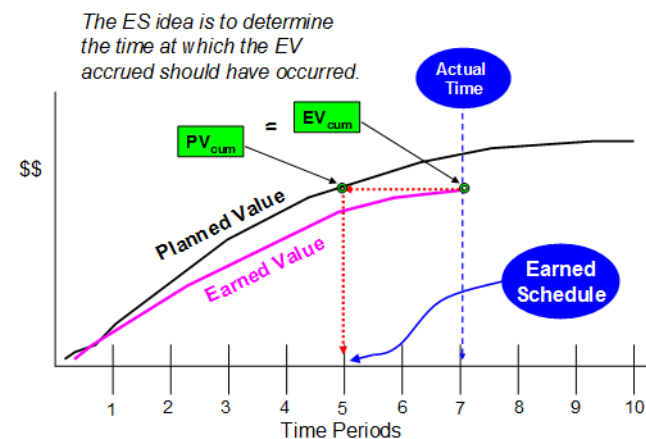 The ES idea is to determine
the time at which the EV
accrued should have occurred.
Actual
Time
EVcum
=
PVcum
$$
Planned Value
Earned Value
Earned
Schedule
1 2 3 4 5 6 7 8 9 10
Time Periods